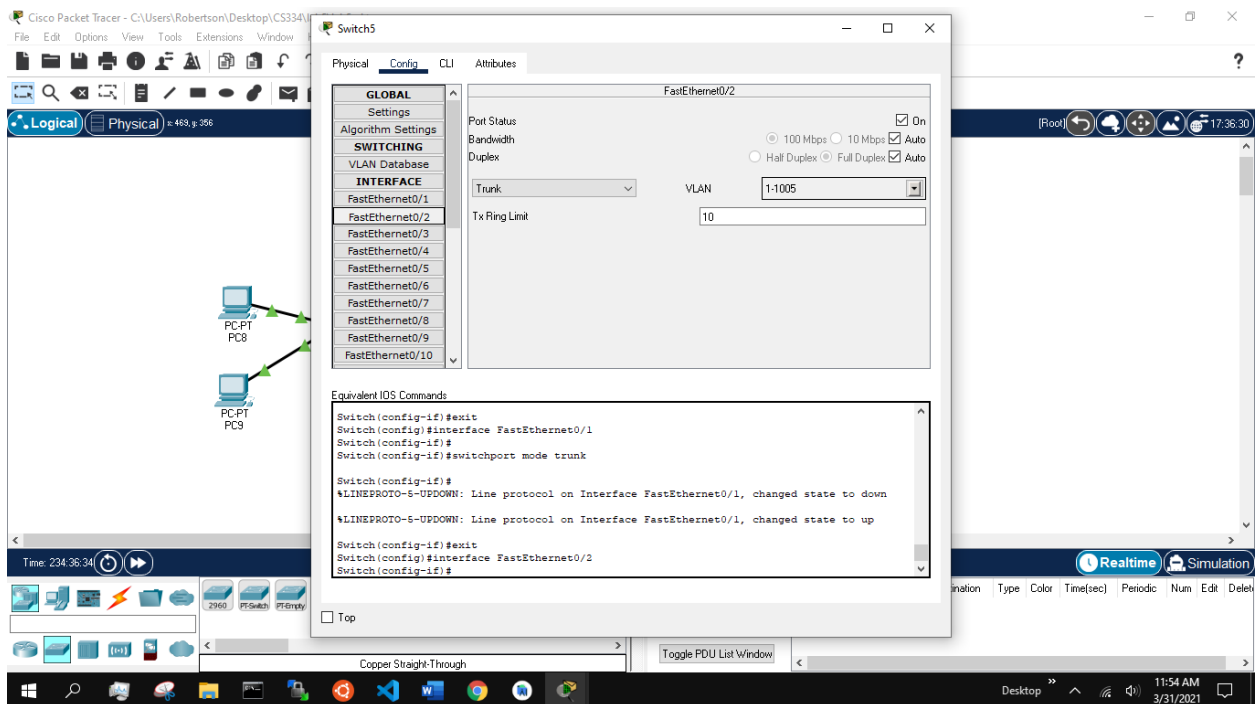 Cisco Packet Tracer - C:\Users\Robertson\Desktop\CS334\
File Edit Options View Tools Extensions Window
Switch5
?
Physical Config CLI Attributes
Logical
Physical
x: 469, y: 356
[Root]
17:36:30
GLOBAL
Settings
Algorithm Settings
SWITCHING
VLAN Database
INTERFACE
FastEthernet0/1
FastEthernet0/2
FastEthernet0/3
FastEthernet0/4
FastEthernet0/5
FastEthernet0/6
FastEthernet0/7
FastEthernet0/8
FastEthernet0/9
FastEthernet0/10
FastEthernet0/2
Port Status On
Bandwidth 100 Mbps 10 Mbps Auto
Duplex Half Duplex Full Duplex Auto
Trunk VLAN 1-1005
Tx Ring Limit 10
PC-PT
PC8
PC-PT
PC9
Equivalent IOS Commands
Switch(config-if)#exit
Switch(config)#interface FastEthernet0/1
Switch(config-if)#
Switch(config-if)#switchport mode trunk
Switch(config-if)#
%LINEPROTO-5-UPDOWN: Line protocol on Interface FastEthernet0/1, changed state to down
%LINEPROTO-5-UPDOWN: Line protocol on Interface FastEthernet0/1, changed state to up
Switch(config-if)#exit
Switch(config)#interface FastEthernet0/2
Switch(config-if)#
Top
Time: 234:36:34
Realtime
Simulation
2960 PT-Switch PT-Empty
ination Type Color Time(sec) Periodic Num Edit Delet
Toggle PDU List Window
Copper Straight-Through
Desktop
11:54 AM
3/31/2021